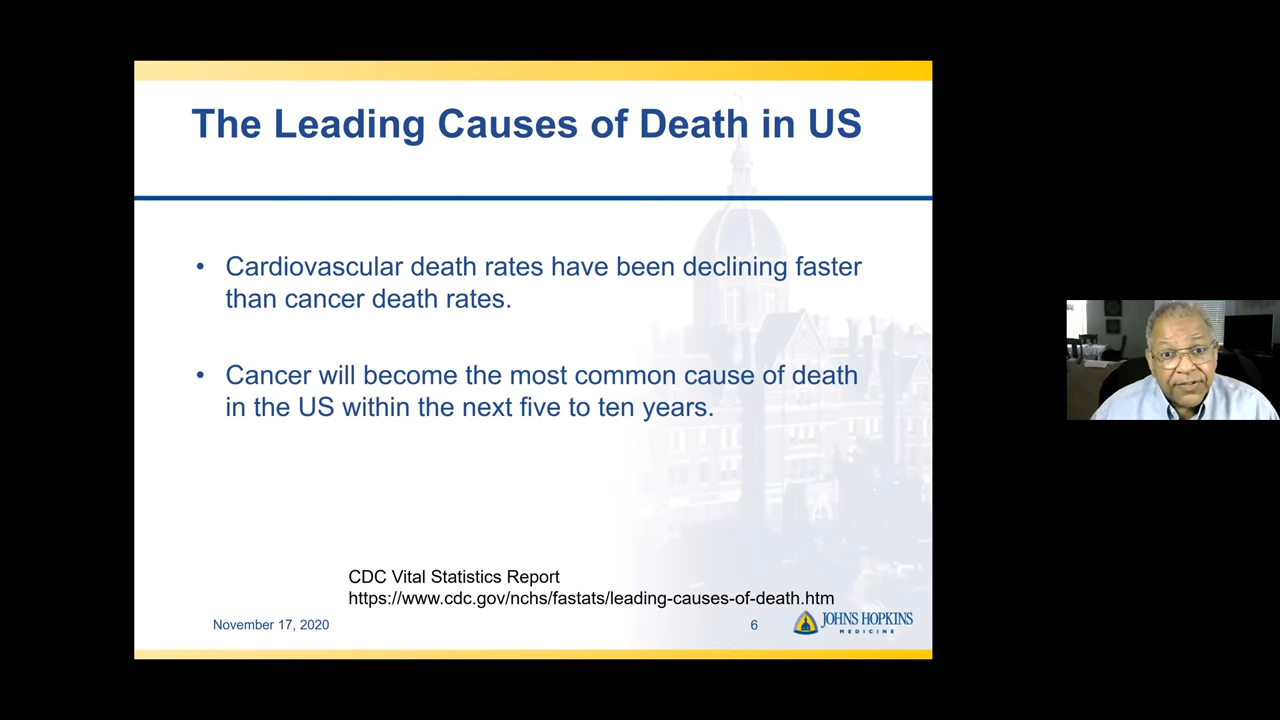 The Leading Causes of Death in US
• Cardiovascular death rates have been declining faster
than cancer death rates.
• Cancer will become the most common cause of death
in the US within the next five to ten years.
CDC Vital Statistics Report
https://www.cdc.gov/nchs/fastats/leading-causes-of-death.htm
November 17, 2020
6
JOHNS HOPKINS
MEDICINE